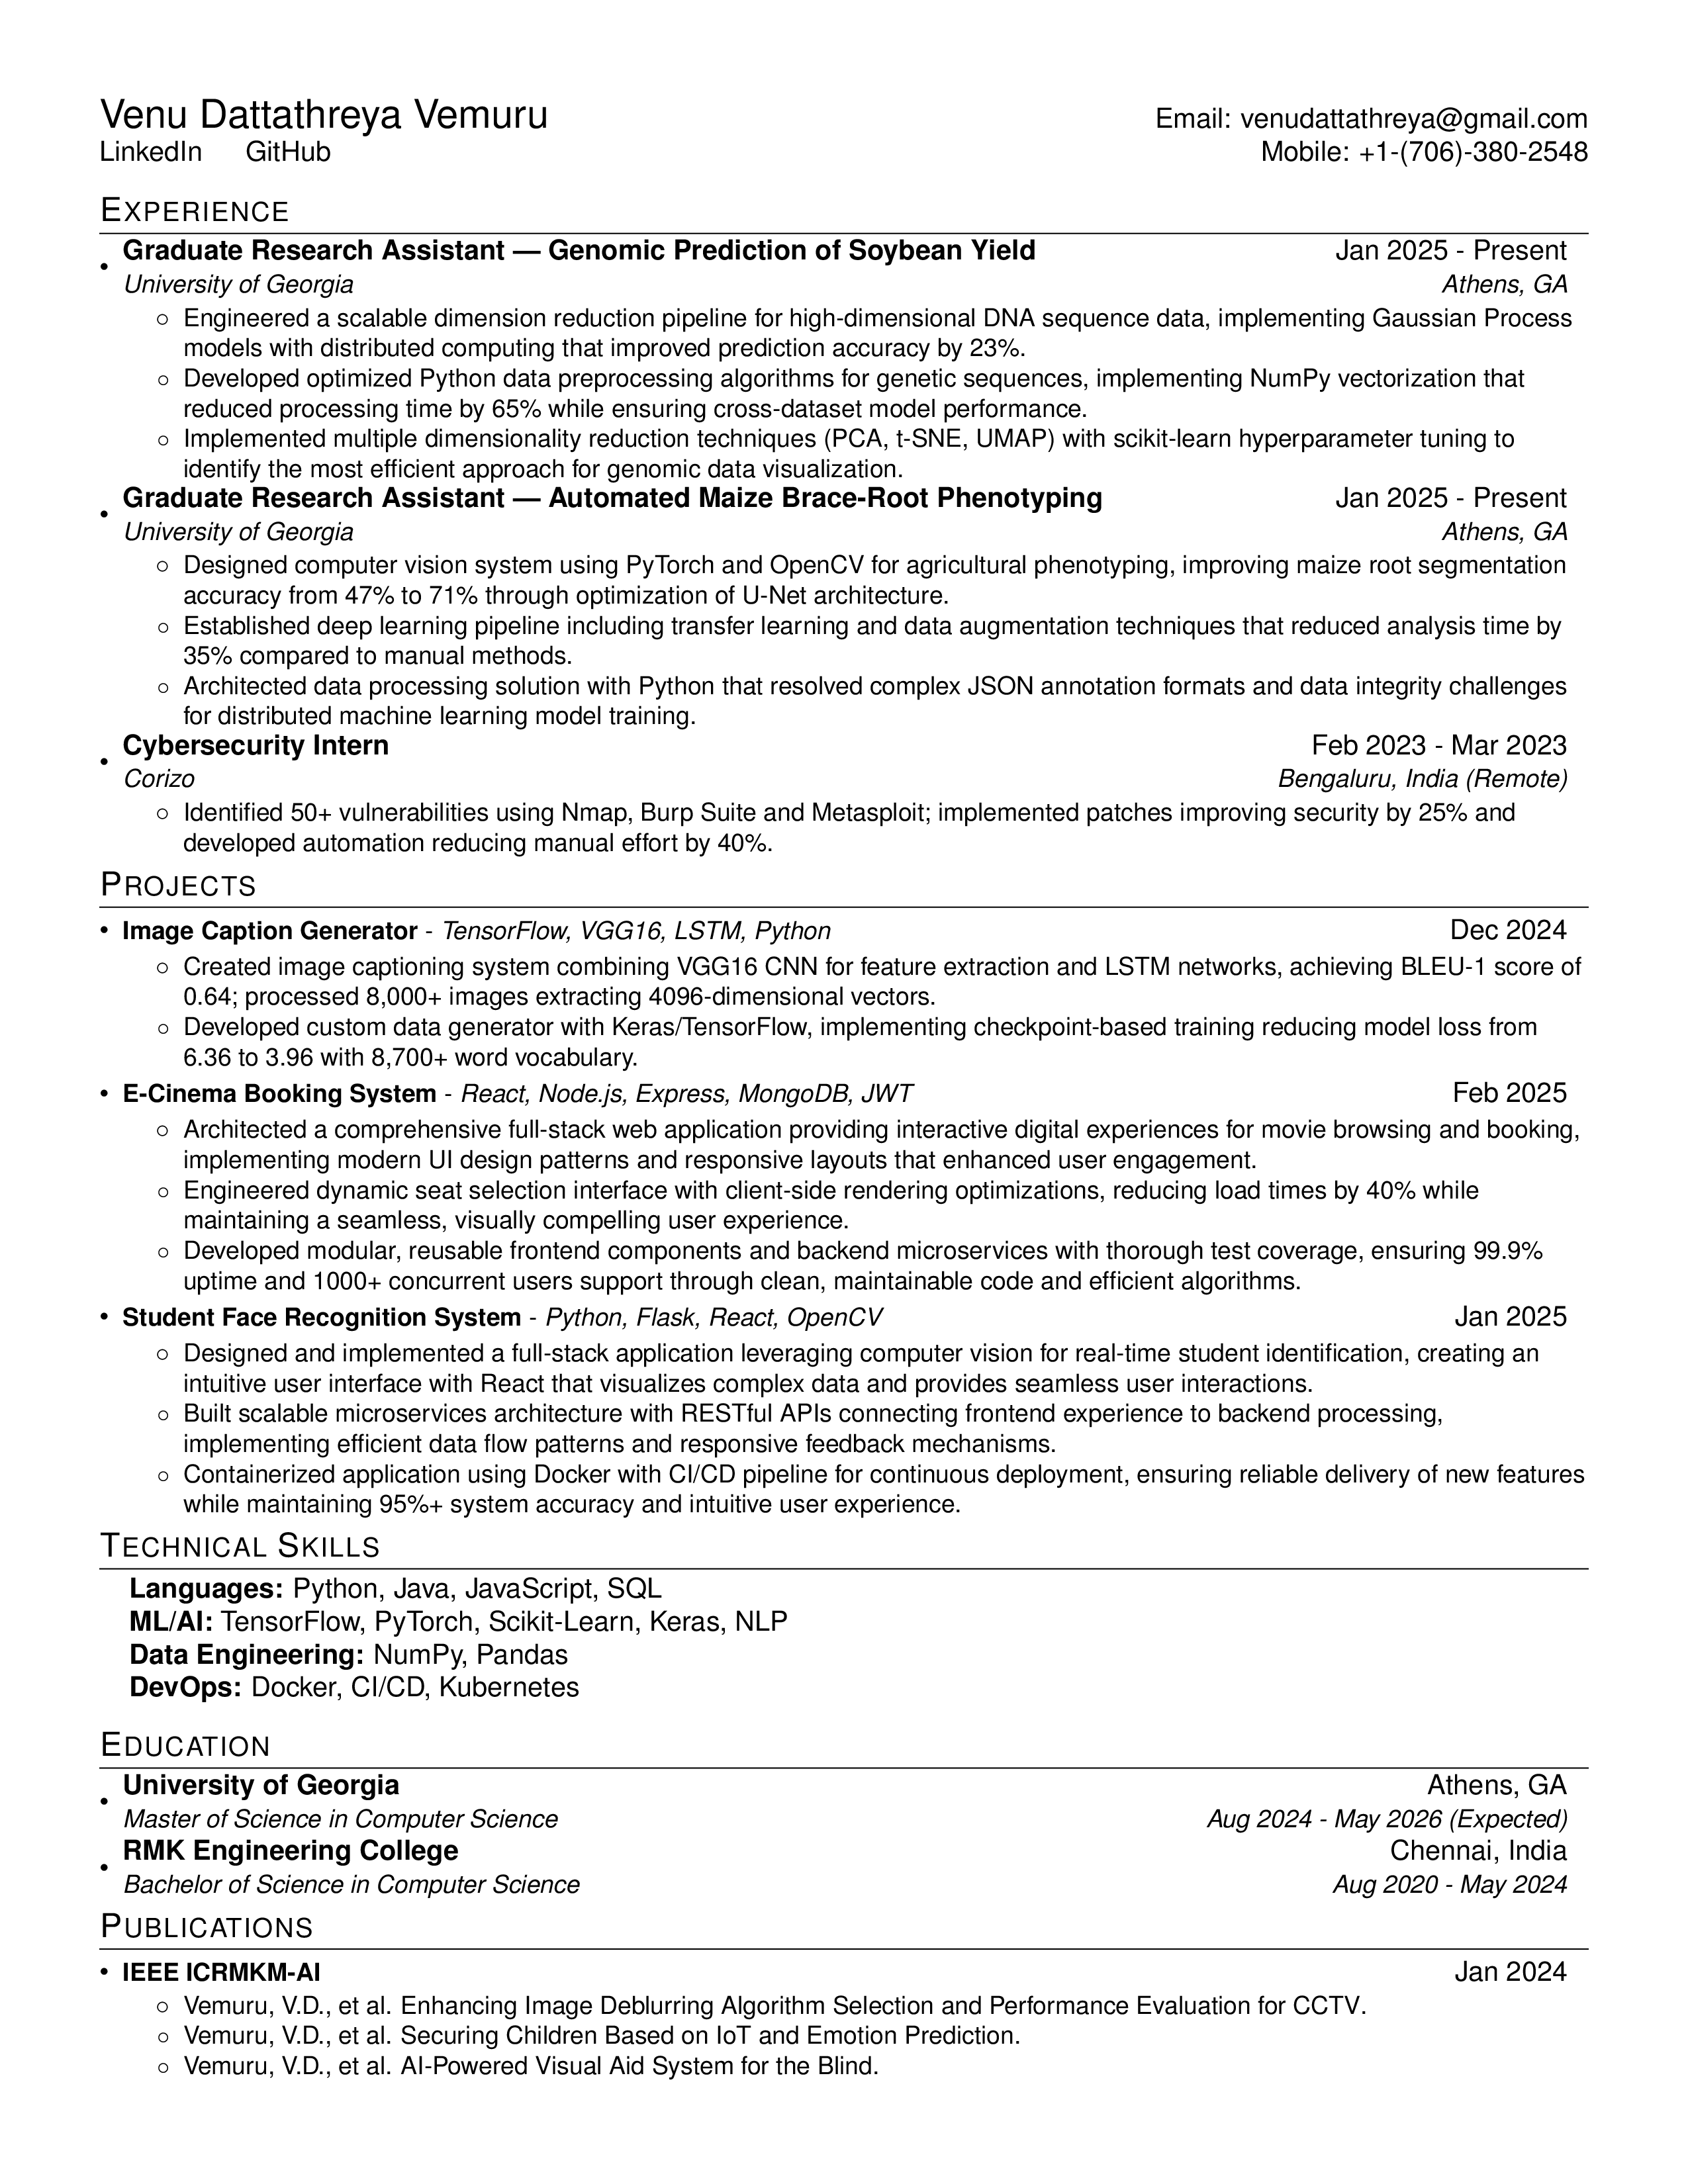 Venu Dattathreya Vemuru
Email: venudattathreya@gmail.com
LinkedIn GitHub
Mobile: +1-(706)-380-2548
EXPERIENCE
• Graduate Research Assistant — Genomic Prediction of Soybean Yield Jan 2025 - Present
University of Georgia Athens, GA
○ Engineered a scalable dimension reduction pipeline for high-dimensional DNA sequence data, implementing Gaussian Process
models with distributed computing that improved prediction accuracy by 23%.
○ Developed optimized Python data preprocessing algorithms for genetic sequences, implementing NumPy vectorization that
reduced processing time by 65% while ensuring cross-dataset model performance.
○ Implemented multiple dimensionality reduction techniques (PCA, t-SNE, UMAP) with scikit-learn hyperparameter tuning to
identify the most efficient approach for genomic data visualization.
• Graduate Research Assistant — Automated Maize Brace-Root Phenotyping Jan 2025 - Present
University of Georgia Athens, GA
○ Designed computer vision system using PyTorch and OpenCV for agricultural phenotyping, improving maize root segmentation
accuracy from 47% to 71% through optimization of U-Net architecture.
○ Established deep learning pipeline including transfer learning and data augmentation techniques that reduced analysis time by
35% compared to manual methods.
○ Architected data processing solution with Python that resolved complex JSON annotation formats and data integrity challenges
for distributed machine learning model training.
• Cybersecurity Intern Feb 2023 - Mar 2023
Corizo Bengaluru, India (Remote)
○ Identified 50+ vulnerabilities using Nmap, Burp Suite and Metasploit; implemented patches improving security by 25% and
developed automation reducing manual effort by 40%.
PROJECTS
• Image Caption Generator - TensorFlow, VGG16, LSTM, Python Dec 2024
○ Created image captioning system combining VGG16 CNN for feature extraction and LSTM networks, achieving BLEU-1 score of
0.64; processed 8,000+ images extracting 4096-dimensional vectors.
○ Developed custom data generator with Keras/TensorFlow, implementing checkpoint-based training reducing model loss from
6.36 to 3.96 with 8,700+ word vocabulary.
• E-Cinema Booking System - React, Node.js, Express, MongoDB, JWT Feb 2025
○ Architected a comprehensive full-stack web application providing interactive digital experiences for movie browsing and booking,
implementing modern UI design patterns and responsive layouts that enhanced user engagement.
○ Engineered dynamic seat selection interface with client-side rendering optimizations, reducing load times by 40% while
maintaining a seamless, visually compelling user experience.
○ Developed modular, reusable frontend components and backend microservices with thorough test coverage, ensuring 99.9%
uptime and 1000+ concurrent users support through clean, maintainable code and efficient algorithms.
• Student Face Recognition System - Python, Flask, React, OpenCV Jan 2025
○ Designed and implemented a full-stack application leveraging computer vision for real-time student identification, creating an
intuitive user interface with React that visualizes complex data and provides seamless user interactions.
○ Built scalable microservices architecture with RESTful APIs connecting frontend experience to backend processing,
implementing efficient data flow patterns and responsive feedback mechanisms.
○ Containerized application using Docker with CI/CD pipeline for continuous deployment, ensuring reliable delivery of new features
while maintaining 95%+ system accuracy and intuitive user experience.
TECHNICAL SKILLS
Languages: Python, Java, JavaScript, SQL
ML/AI: TensorFlow, PyTorch, Scikit-Learn, Keras, NLP
Data Engineering: NumPy, Pandas
DevOps: Docker, CI/CD, Kubernetes
EDUCATION
• University of Georgia Athens, GA
Master of Science in Computer Science Aug 2024 - May 2026 (Expected)
• RMK Engineering College Chennai, India
Bachelor of Science in Computer Science Aug 2020 - May 2024
PUBLICATIONS
• IEEE ICRMKM-AI Jan 2024
○ Vemuru, V.D., et al. Enhancing Image Deblurring Algorithm Selection and Performance Evaluation for CCTV.
○ Vemuru, V.D., et al. Securing Children Based on IoT and Emotion Prediction.
○ Vemuru, V.D., et al. AI-Powered Visual Aid System for the Blind.